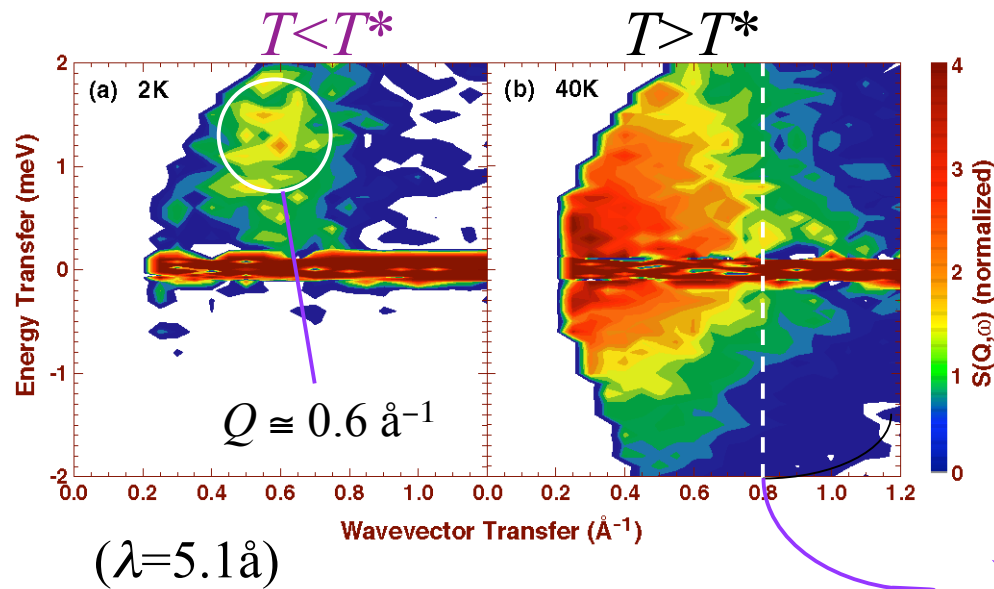 T<T*
T>T*
(a) 2K
(b) 40K
2
1
0
-1
-2
Energy Transfer (meV)
Q ≅ 0.6 å⁻¹
0.0 0.2 0.4 0.6 0.8 1.0 0.0 0.2 0.4 0.6 0.8 1.0 1.2
Wavevector Transfer (Å⁻¹)
4
3
2
1
0
S(Q,ω) (normalized)
(λ=5.1å)